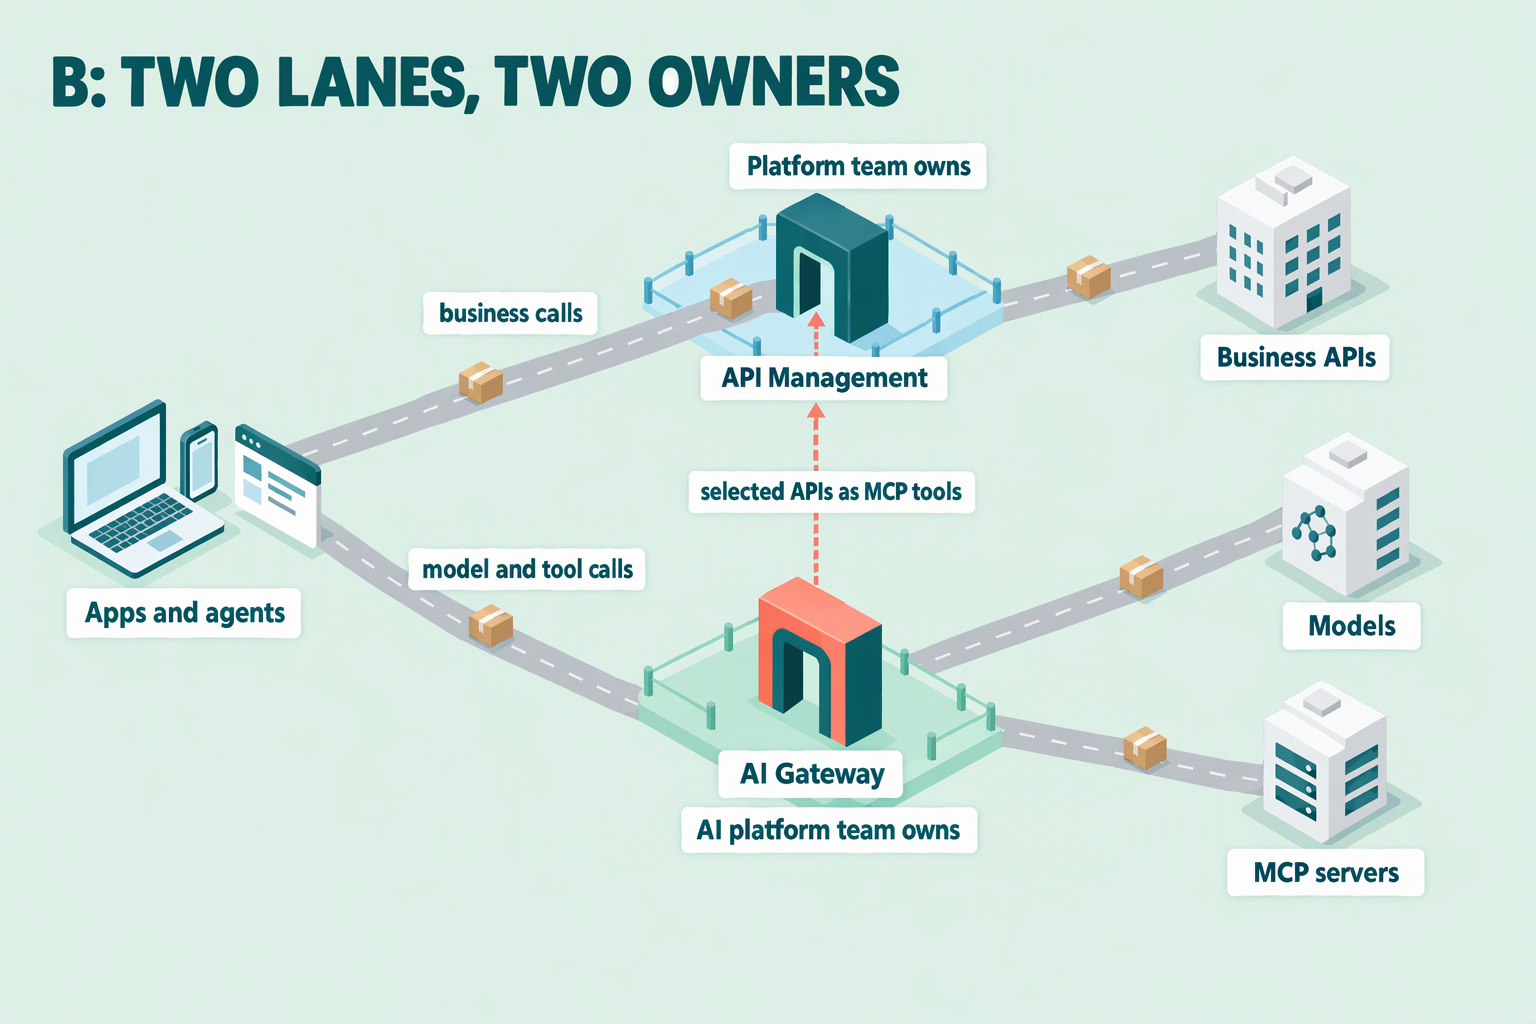 B: TWO LANES, TWO OWNERS
Platform team owns
business calls
API Management
Business APIs
selected APIs as MCP tools
model and tool calls
Apps and agents
Models
AI Gateway
AI platform team owns
MCP servers